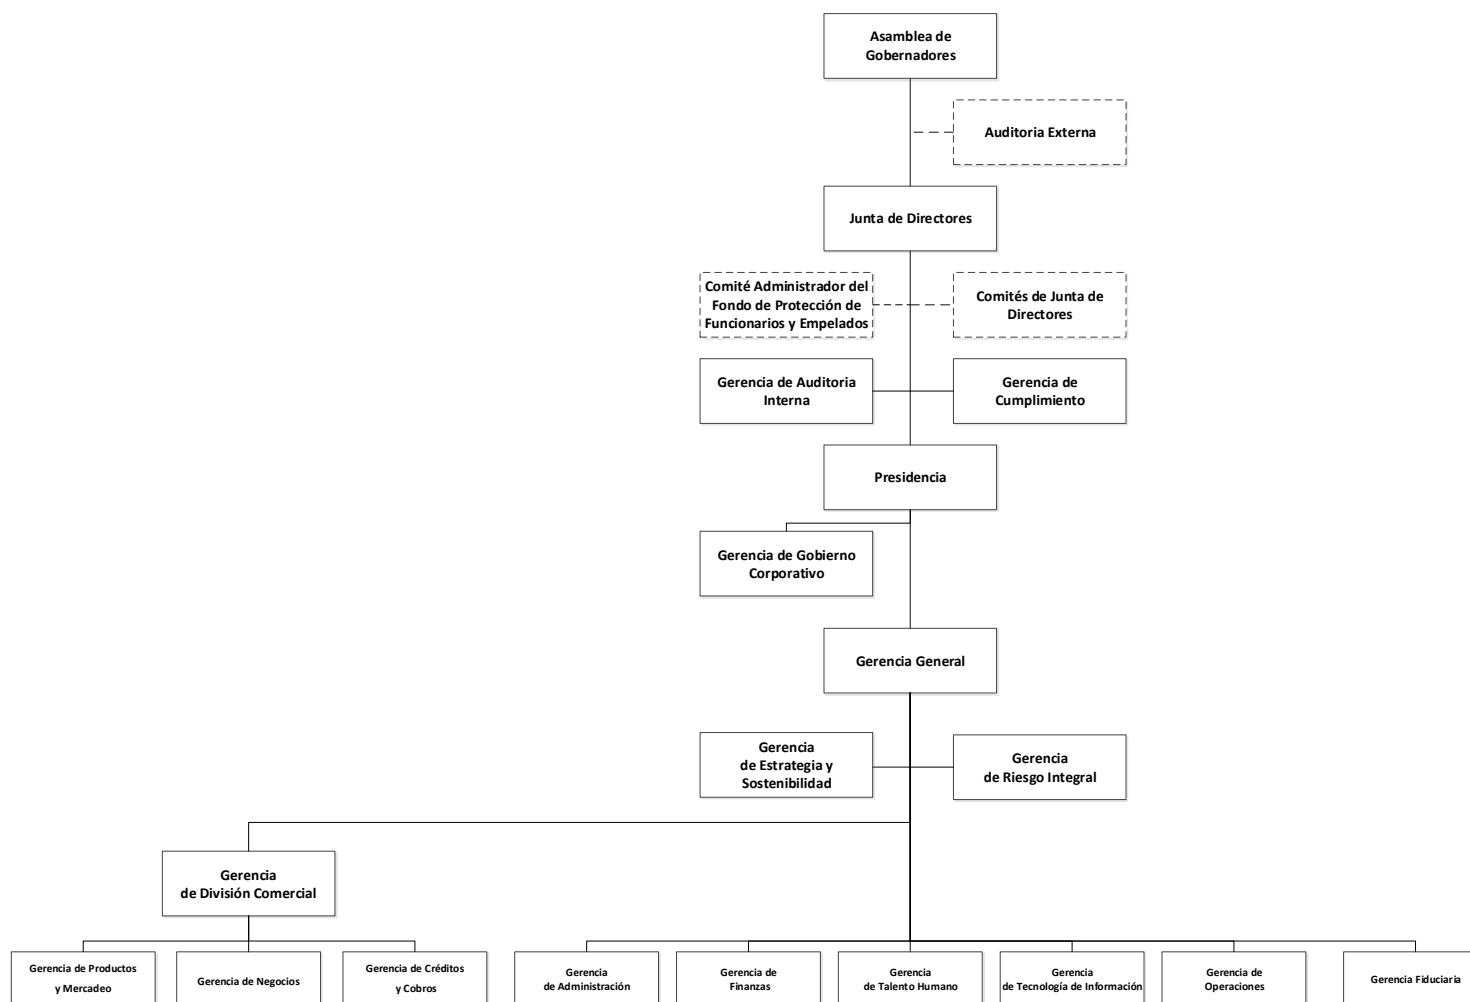 Asamblea de
Gobernadores
Auditoria Externa
Junta de Directores
Comité Administrador del
Fondo de Protección de
Funcionarios y Empelados
Comités de Junta de
Directores
Gerencia de Auditoria
Interna
Gerencia de
Cumplimiento
Presidencia
Gerencia de Gobierno
Corporativo
Gerencia General
Gerencia
de Estrategia y
Sostenibilidad
Gerencia
de Riesgo Integral
Gerencia
de División Comercial
Gerencia de Productos
y Mercadeo
Gerencia de Negocios
Gerencia de Créditos
y Cobros
Gerencia
de Administración
Gerencia de
Finanzas
Gerencia
de Talento Humano
Gerencia
de Tecnología de Información
Gerencia de
Operaciones
Gerencia Fiduciaria